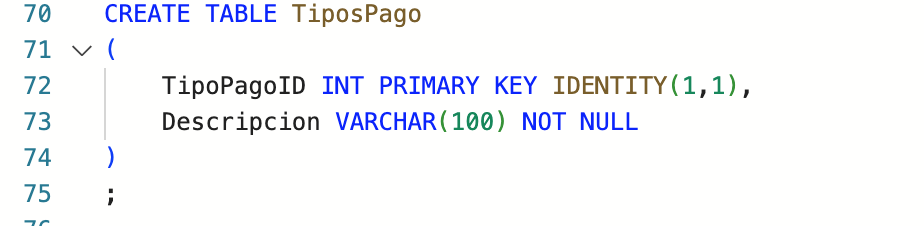 70 CREATE TABLE TiposPago
71 (
72 TipoPagoID INT PRIMARY KEY IDENTITY(1,1),
73 Descripcion VARCHAR(100) NOT NULL
74 )
75 ;